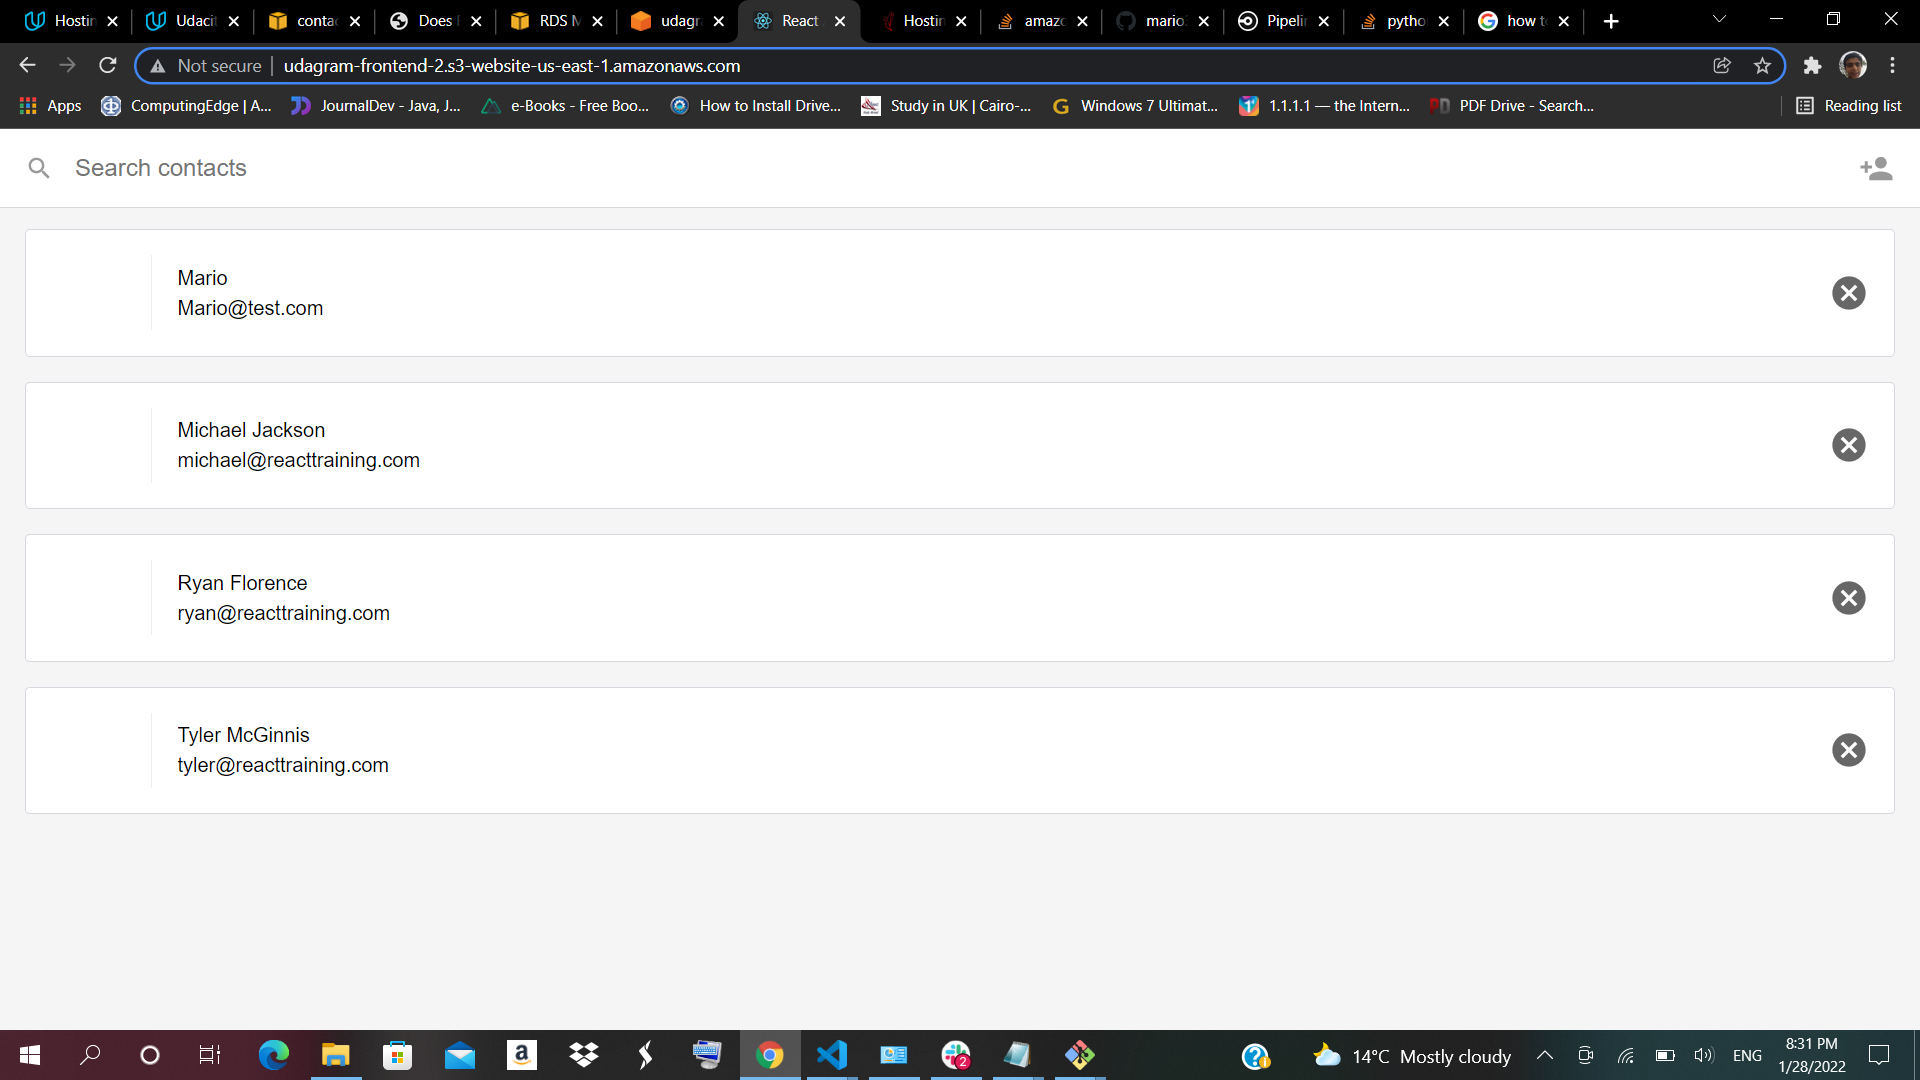 Hostin
Udacit
contac
Does
RDS M
udagra
React
Hostin
amazo
mario
Pipelin
pytho
how to
Not secure
udagram-frontend-2.s3-website-us-east-1.amazonaws.com
Apps
ComputingEdge | A...
JournalDev - Java, J...
e-Books - Free Boo...
How to Install Drive...
Study in UK | Cairo-...
Windows 7 Ultimat...
1.1.1.1 — the Intern...
PDF Drive - Search...
Reading list
Search contacts
Mario
Mario@test.com
Michael Jackson
michael@reacttraining.com
Ryan Florence
ryan@reacttraining.com
Tyler McGinnis
tyler@reacttraining.com
14°C Mostly cloudy
ENG
8:31 PM
1/28/2022